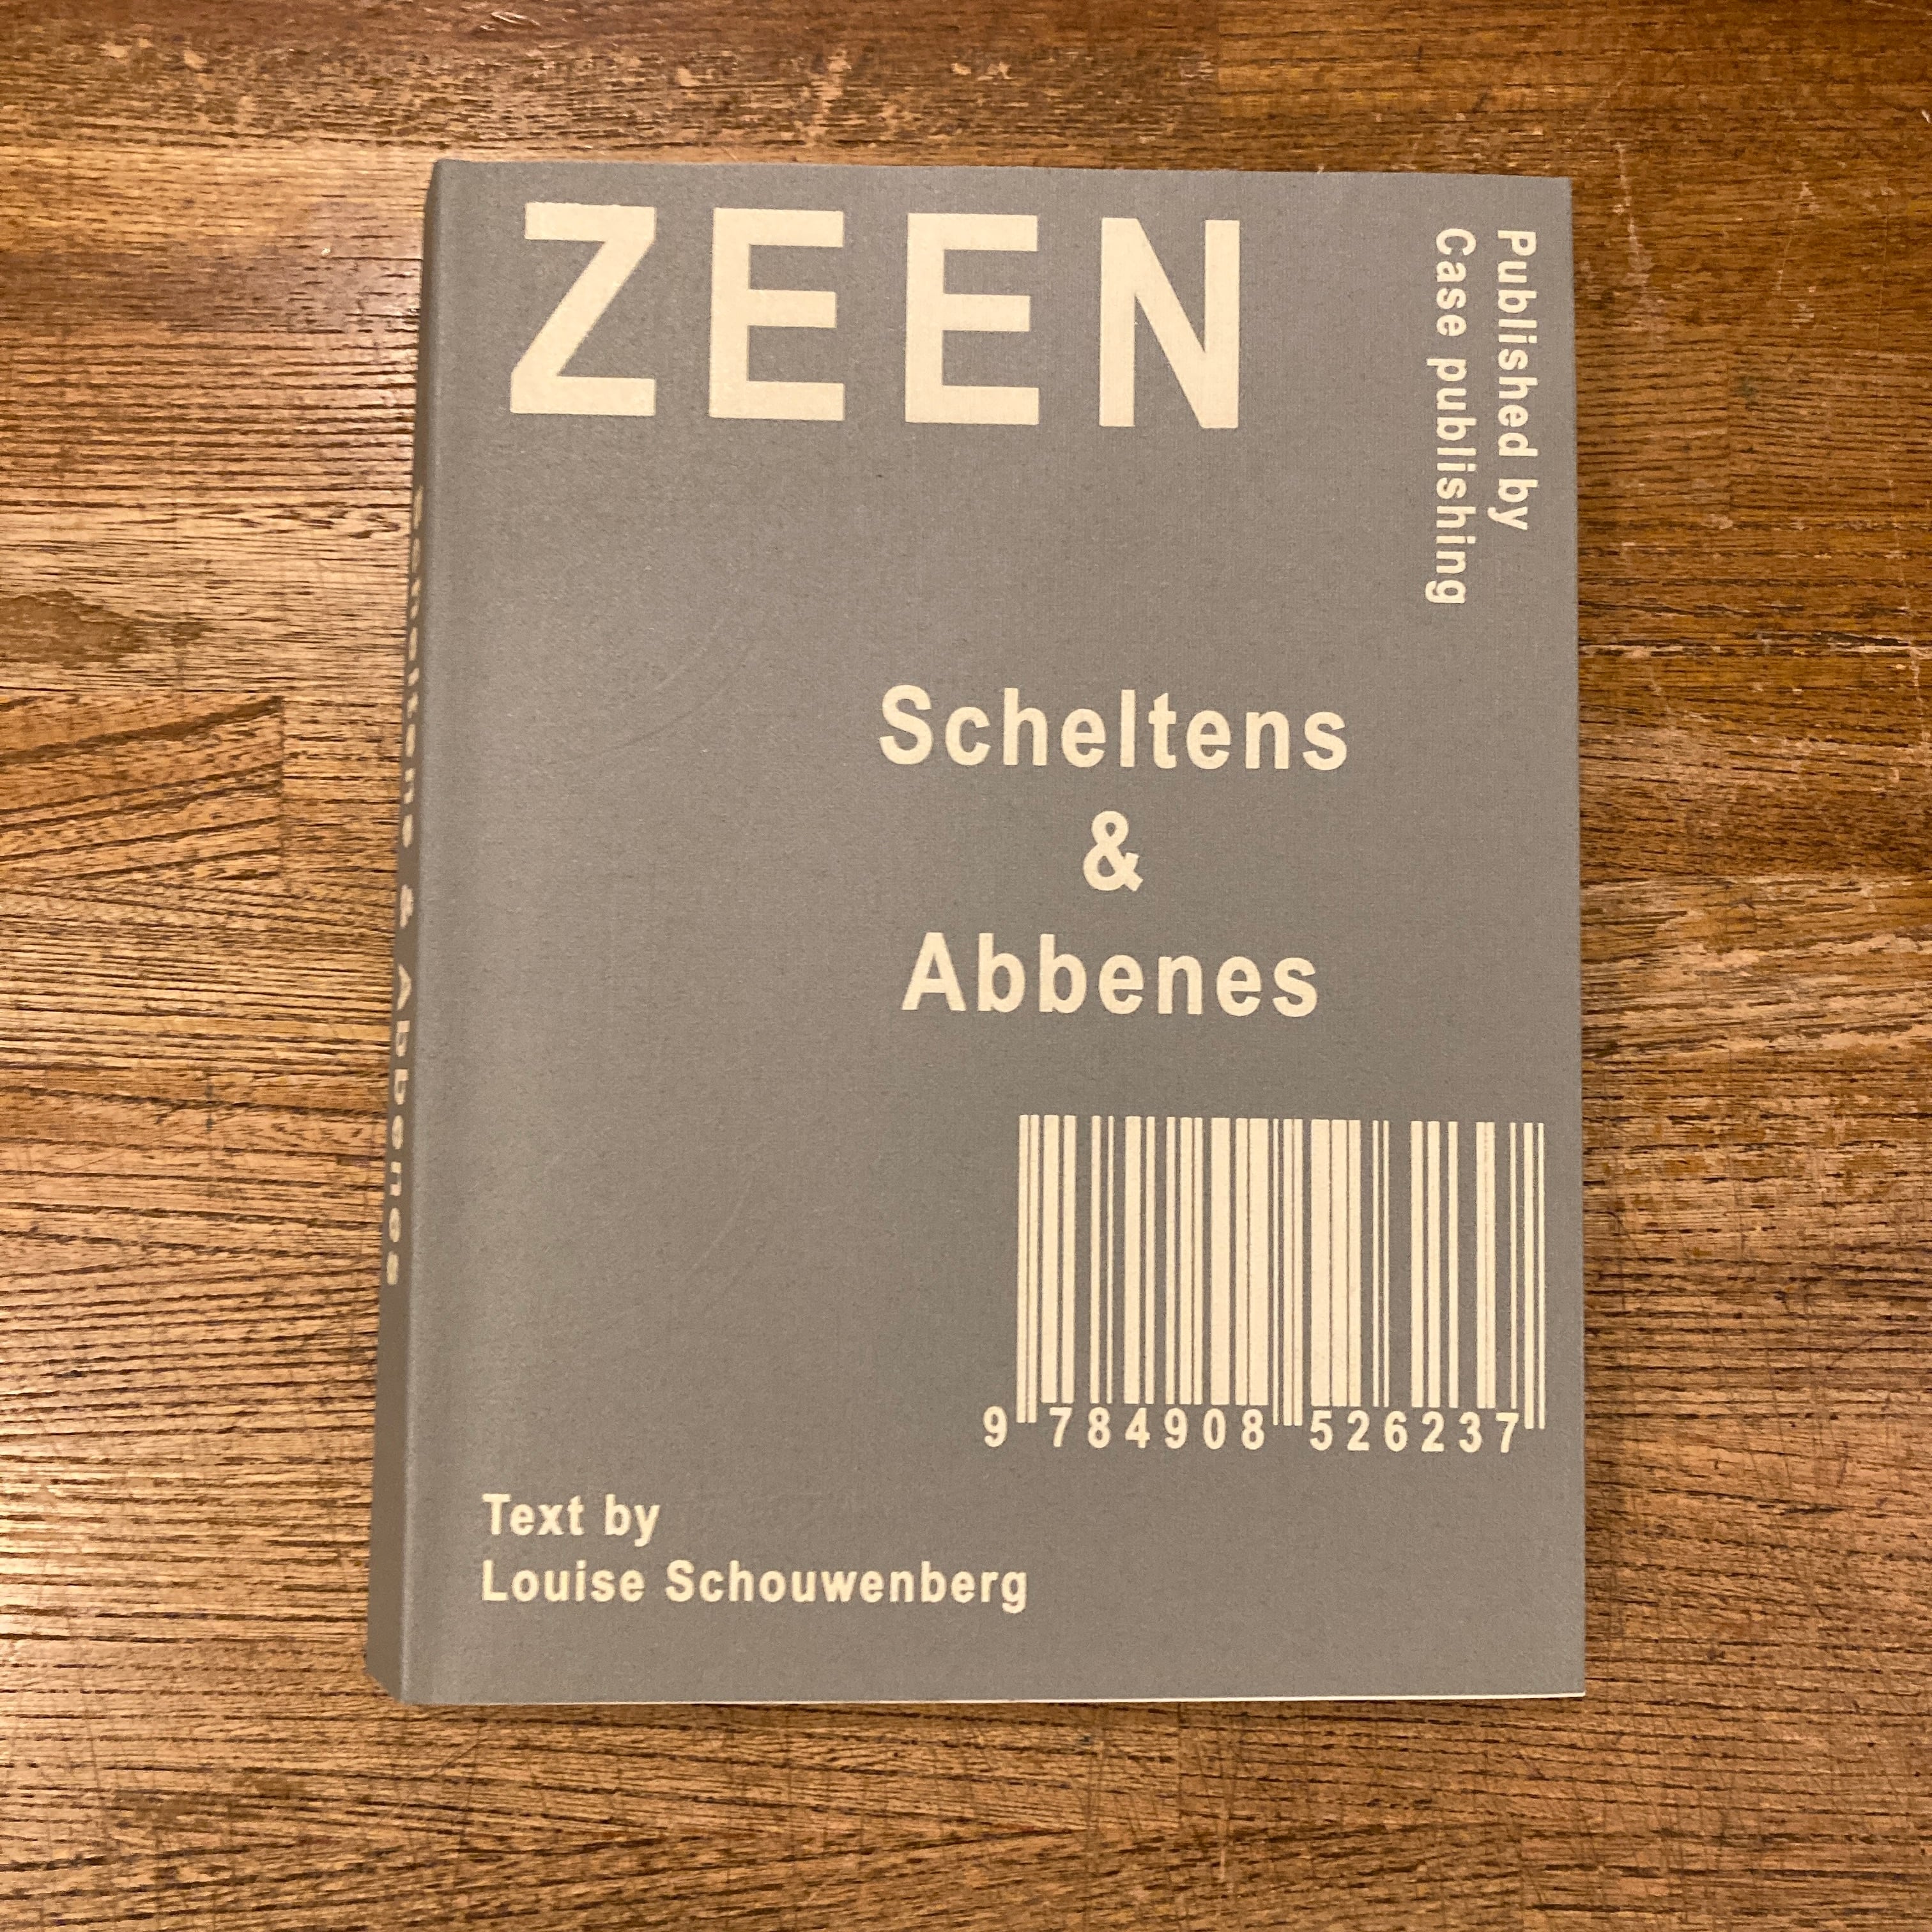 ZEEN
Published by
Case publishing
Scheltens
&
Abbenes
9 784908 526237
Text by
Louise Schouwenberg
Scheltens & Abbenes